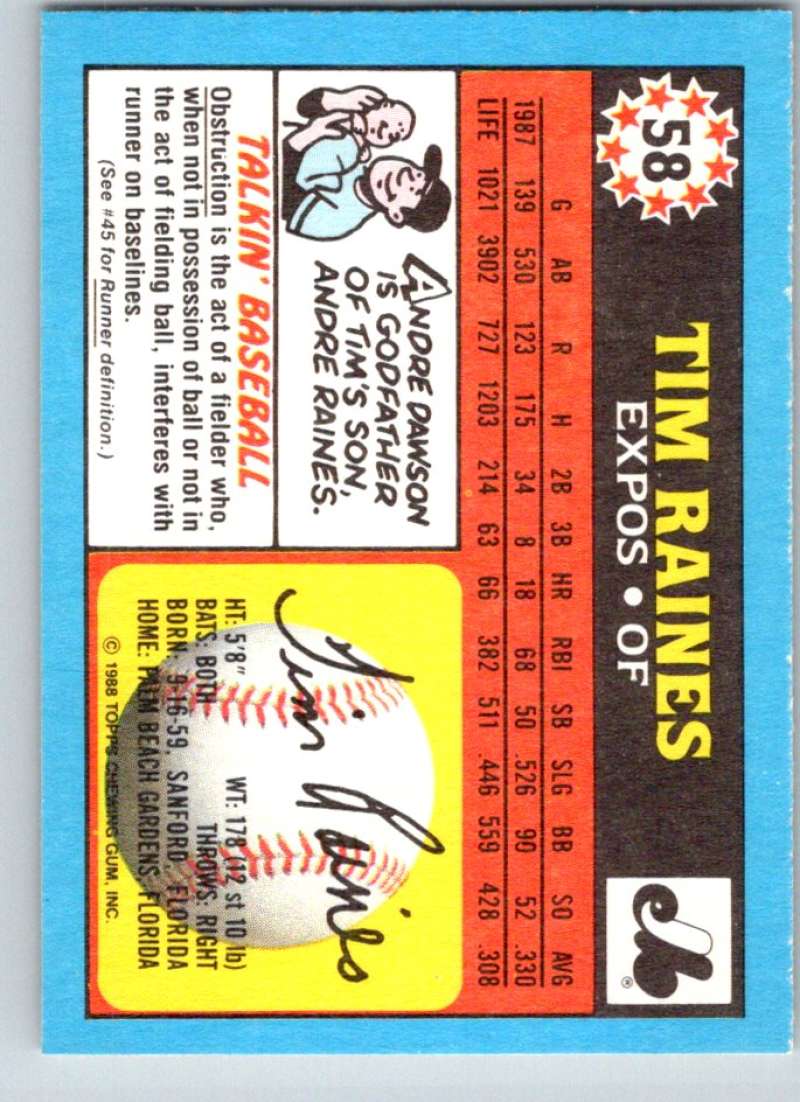 58
TIM RAINES
EXPOS • OF
G AB R H 2B 3B HR RBI SB SLG BB SO AVG
1987 139 530 123 175 34 8 18 68 50 .526 90 52 .330
LIFE 1021 3902 727 1203 214 63 66 382 511 .446 559 428 .308
ANDRE DAWSON
IS GODFATHER
OF TIM'S SON,
ANDRE RAINES.
TALKIN' BASEBALL
Obstruction is the act of a fielder who,
when not in possession of ball or not in
the act of fielding ball, interferes with
runner on baselines.
(See #45 for Runner definition.)
Tim Raines
HT: 5'8" WT: 178 (12 st 10 lb)
BATS: BOTH THROWS: RIGHT
BORN: 9-16-59, SANFORD, FLORIDA
HOME: PALM BEACH GARDENS, FLORIDA
© 1988 TOPPS CHEWING GUM, INC.
elb
®